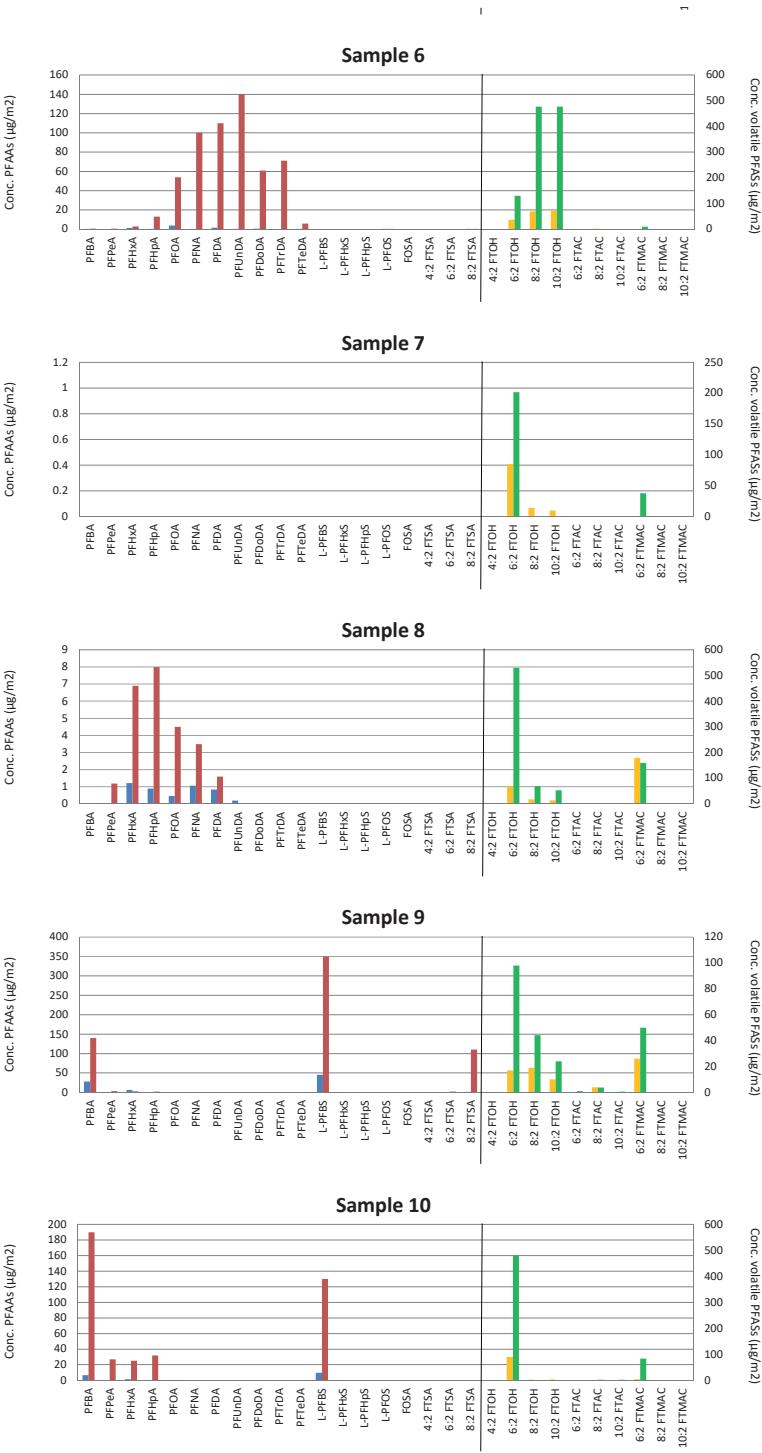 Sample 6
Conc. PFAAs (µg/m2)
160
140
120
100
80
60
40
20
0
600
500
400
300
200
100
0
Conc. volatile PFASs (µg/m2)
PFBA
PFPeA
PFHxA
PFHpA
PFOA
PFNA
PFDA
PFUnDA
PFDoDA
PFTrDA
PFTeDA
L-PFBS
L-PFHxS
L-PFHpS
L-PFOS
FOSA
4:2 FTSA
6:2 FTSA
8:2 FTSA
4:2 FTOH
6:2 FTOH
8:2 FTOH
10:2 FTOH
6:2 FTAC
8:2 FTAC
10:2 FTAC
6:2 FTMAC
8:2 FTMAC
10:2 FTMAC
Sample 7
Conc. PFAAs (µg/m2)
1.2
1
0.8
0.6
0.4
0.2
0
250
200
150
100
50
0
Conc. volatile PFASs (µg/m2)
PFBA
PFPeA
PFHxA
PFHpA
PFOA
PFNA
PFDA
PFUnDA
PFDoDA
PFTrDA
PFTeDA
L-PFBS
L-PFHxS
L-PFHpS
L-PFOS
FOSA
4:2 FTSA
6:2 FTSA
8:2 FTSA
4:2 FTOH
6:2 FTOH
8:2 FTOH
10:2 FTOH
6:2 FTAC
8:2 FTAC
10:2 FTAC
6:2 FTMAC
8:2 FTMAC
10:2 FTMAC
Sample 8
Conc. PFAAs (µg/m2)
9
8
7
6
5
4
3
2
1
0
600
500
400
300
200
100
0
Conc. volatile PFASs (µg/m2)
PFBA
PFPeA
PFHxA
PFHpA
PFOA
PFNA
PFDA
PFUnDA
PFDoDA
PFTrDA
PFTeDA
L-PFBS
L-PFHxS
L-PFHpS
L-PFOS
FOSA
4:2 FTSA
6:2 FTSA
8:2 FTSA
4:2 FTOH
6:2 FTOH
8:2 FTOH
10:2 FTOH
6:2 FTAC
8:2 FTAC
10:2 FTAC
6:2 FTMAC
8:2 FTMAC
10:2 FTMAC
Sample 9
Conc. PFAAs (µg/m2)
400
350
300
250
200
150
100
50
0
120
100
80
60
40
20
0
Conc. volatile PFASs (µg/m2)
PFBA
PFPeA
PFHxA
PFHpA
PFOA
PFNA
PFDA
PFUnDA
PFDoDA
PFTrDA
PFTeDA
L-PFBS
L-PFHxS
L-PFHpS
L-PFOS
FOSA
4:2 FTSA
6:2 FTSA
8:2 FTSA
4:2 FTOH
6:2 FTOH
8:2 FTOH
10:2 FTOH
6:2 FTAC
8:2 FTAC
10:2 FTAC
6:2 FTMAC
8:2 FTMAC
10:2 FTMAC
Sample 10
Conc. PFAAs (µg/m2)
200
180
160
140
120
100
80
60
40
20
0
600
500
400
300
200
100
0
Conc. volatile PFASs (µg/m2)
PFBA
PFPeA
PFHxA
PFHpA
PFOA
PFNA
PFDA
PFUnDA
PFDoDA
PFTrDA
PFTeDA
L-PFBS
L-PFHxS
L-PFHpS
L-PFOS
FOSA
4:2 FTSA
6:2 FTSA
8:2 FTSA
4:2 FTOH
6:2 FTOH
8:2 FTOH
10:2 FTOH
6:2 FTAC
8:2 FTAC
10:2 FTAC
6:2 FTMAC
8:2 FTMAC
10:2 FTMAC